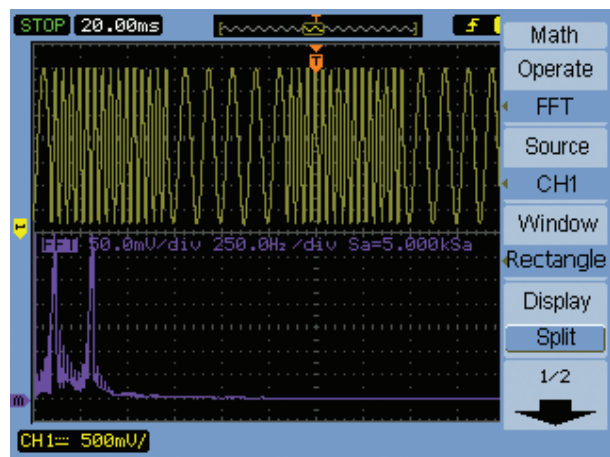 STOP 20.00ms
T
T
Math
Operate
FFT
Source
CH1
Window
Rectangle
Display
Split
1/2
1
FFT 50.0mV/div 250.0Hz/div Sa=5.000kSa
m
CH1 500mV/